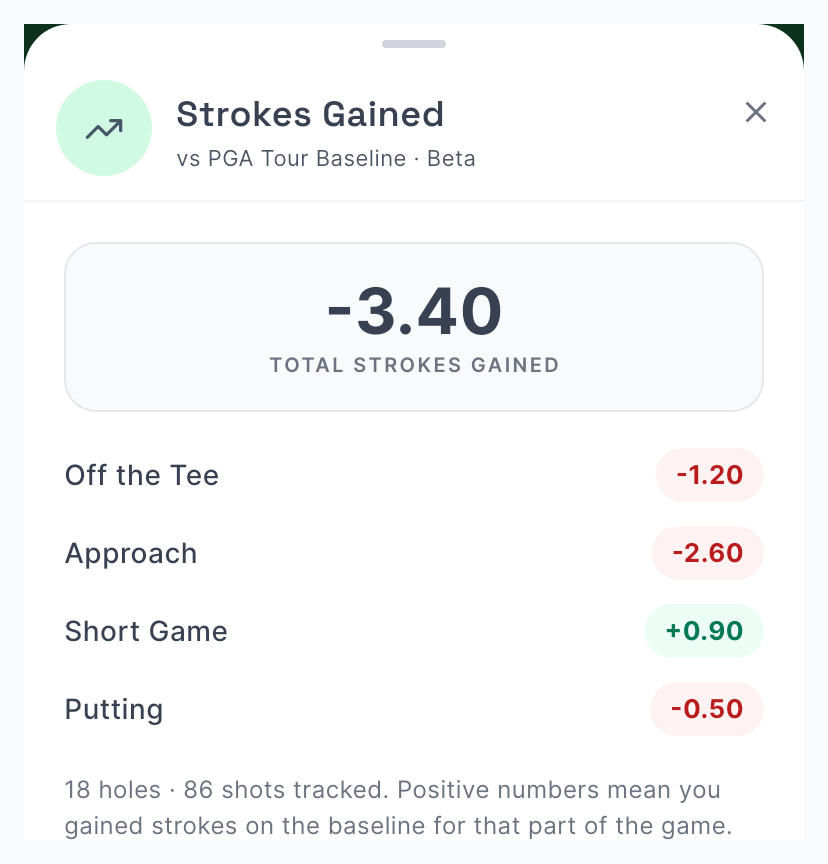 Strokes Gained
vs PGA Tour Baseline · Beta
-3.40
TOTAL STROKES GAINED
Off the Tee
-1.20
Approach
-2.60
Short Game
+0.90
Putting
-0.50
18 holes · 86 shots tracked. Positive numbers mean you
gained strokes on the baseline for that part of the game.